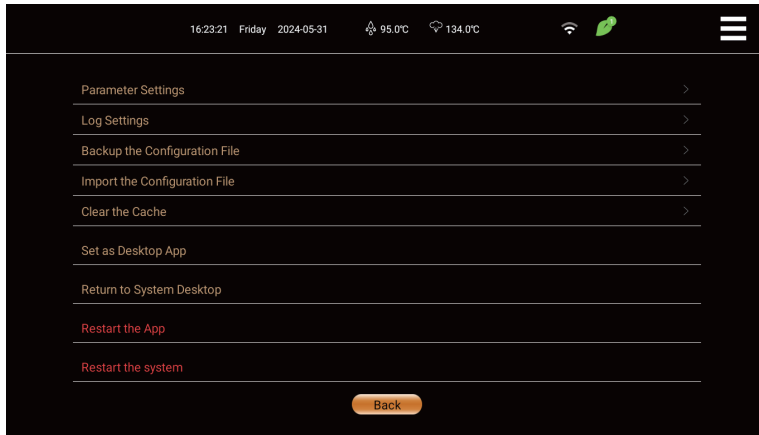 16:23:21 Friday 2024-05-31 95.0℃ 134.0℃
Parameter Settings
Log Settings
Backup the Configuration File
Import the Configuration File
Clear the Cache
Set as Desktop App
Return to System Desktop
Restart the App
Restart the system
Back